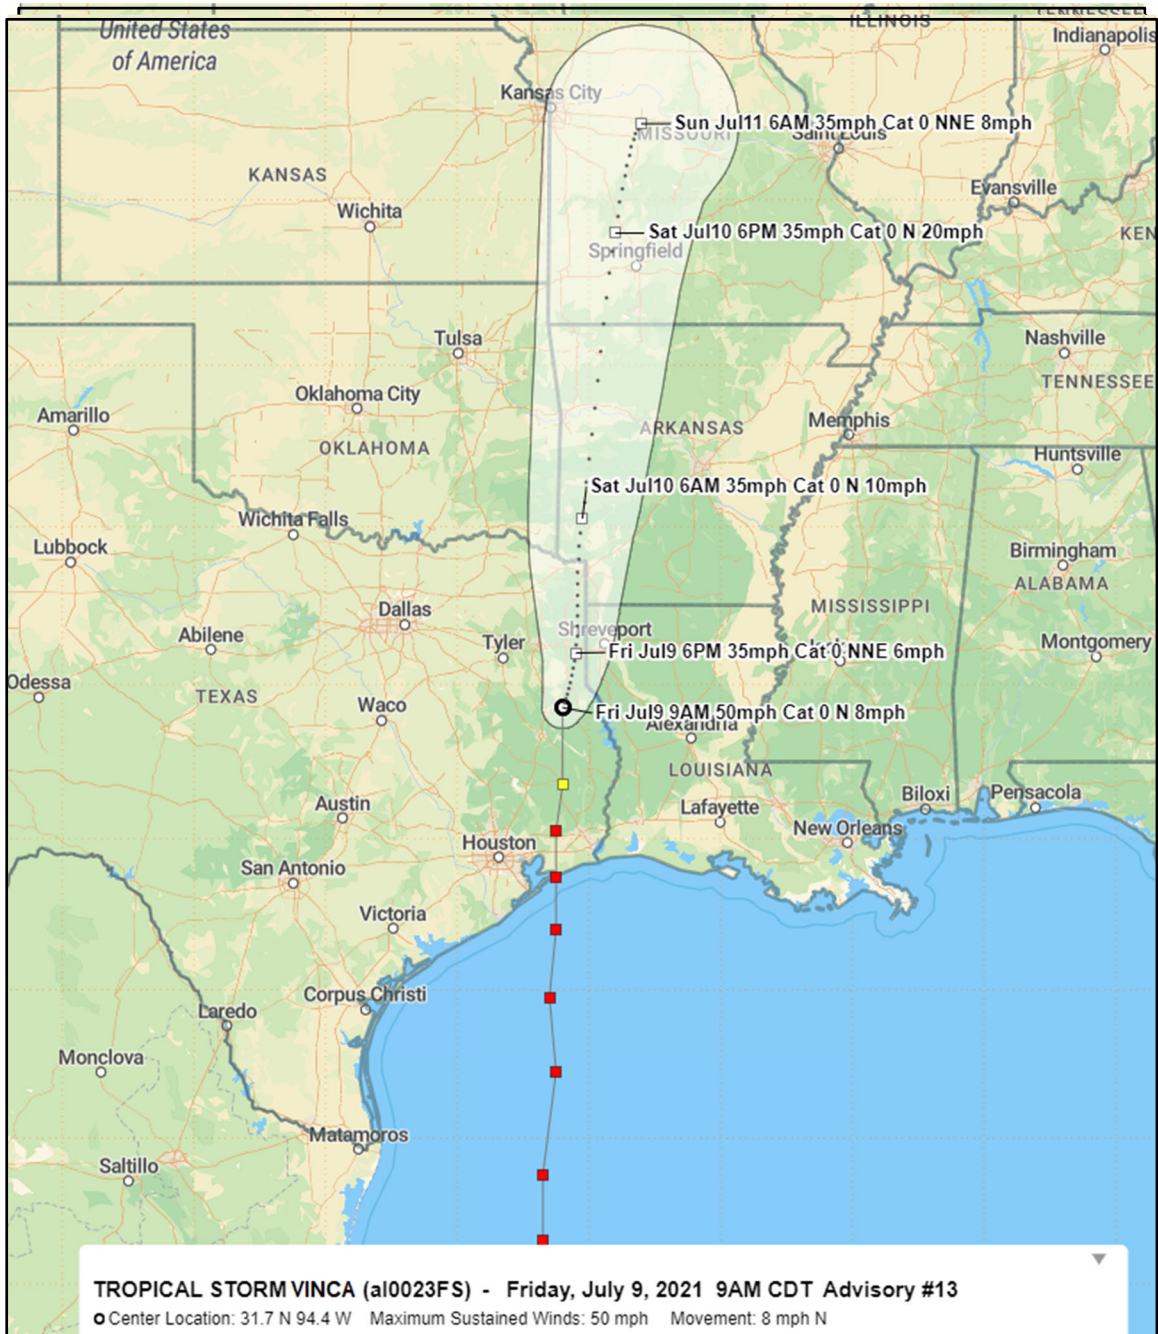 TENNESSEE
ILLINOIS
United States
of America
Indianapolis
Kansas City
Sun Jul11 6AM 35mph Cat 0 NNE 8mph
MISSOURI
Saint Louis
KANSAS
Evansville
Wichita
Sat Jul10 6PM 35mph Cat 0 N 20mph
KEN
Springfield
Tulsa
Nashville
TENNESSEE
Oklahoma City
Amarillo
Memphis
ARKANSAS
OKLAHOMA
Huntsville
Sat Jul10 6AM 35mph Cat 0 N 10mph
Wichita Falls
Lubbock
Birmingham
ALABAMA
Dallas
MISSISSIPPI
Abilene
Tyler
Shreveport
Montgomery
Fri Jul9 6PM 35mph Cat 0 NNE 6mph
Odessa
TEXAS
Waco
Fri Jul9 9AM 50mph Cat 0 N 8mph
Alexandria
LOUISIANA
Biloxi
Pensacola
Austin
Lafayette
New Orleans
Houston
San Antonio
Victoria
Corpus Christi
Laredo
Monclova
Matamoros
Saltillo
TROPICAL STORM VINCA (al0023FS) - Friday, July 9, 2021 9AM CDT Advisory #13
Center Location: 31.7 N 94.4 W Maximum Sustained Winds: 50 mph Movement: 8 mph N